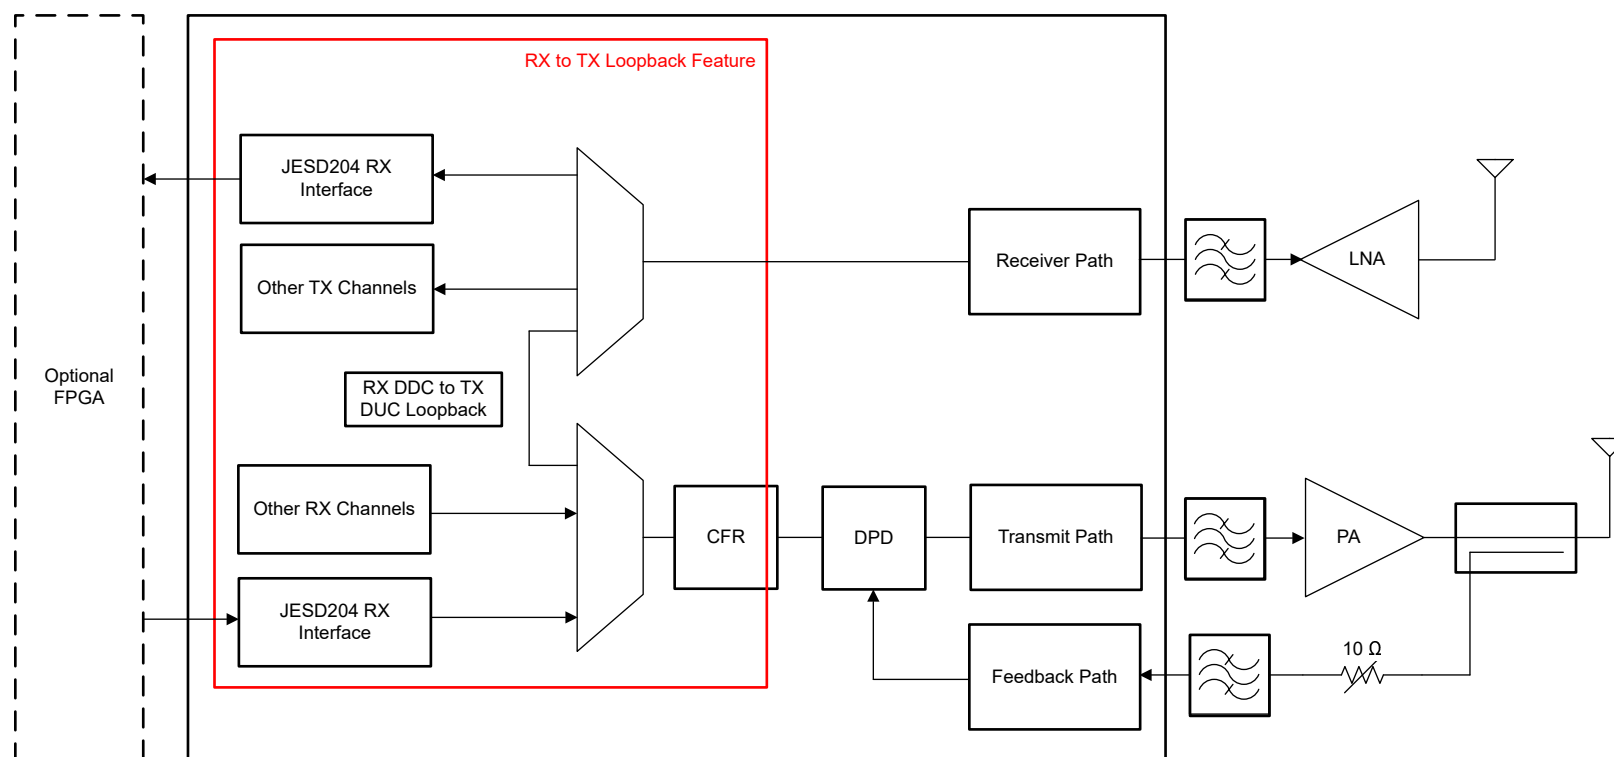 RX to TX Loopback Feature
JESD204 RX
Interface
Other TX Channels
Receiver Path
LNA
Optional
FPGA
RX DDC to TX
DUC Loopback
Other RX Channels
CFR
DPD
Transmit Path
PA
JESD204 RX
Interface
Feedback Path
10 Ω